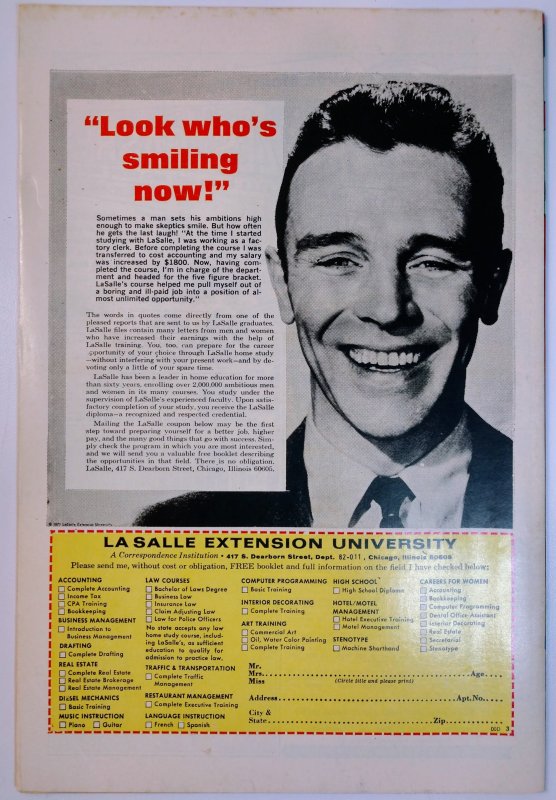 “Look who’s
smiling
now!”
Sometimes a man sets his ambitions high
enough to make skeptics smile. But how often
he gets the last laugh! “At the time I started
studying with LaSalle, I was working as a fac-
tory clerk. Before completing the course I was
transferred to cost accounting and my salary
was increased by $1800. Now, having com-
pleted the course, I’m in charge of the depart-
ment and headed for the five figure bracket.
LaSalle’s course helped me pull myself out of
a boring and ill-paid job into a position of al-
most unlimited opportunity.”
The words in quotes come directly from one of the
pleased reports that are sent to us by LaSalle graduates.
LaSalle files contain many letters from men and women
who have increased their earnings with the help of
LaSalle training. You, too, can prepare for the career
opportunity of your choice through LaSalle home study
—without interfering with your present work—and by de-
voting only a little of your spare time.
LaSalle has been a leader in home education for more
than sixty years, enrolling over 2,000,000 ambitious men
and women in its many courses. You study under the
supervision of LaSalle’s experienced faculty. Upon satis-
factory completion of your study, you receive the LaSalle
diploma—a recognized and respected credential.
Mailing the LaSalle coupon below may be the first
step toward preparing yourself for a better job, higher
pay, and the many good things that go with success. Sim-
ply check the program in which you are most interested,
and we will send you a valuable free booklet describing
the opportunities in that field. There is no obligation.
LaSalle, 417 S. Dearborn Street, Chicago, Illinois 60605.
LaSalle Extension University
LA SALLE EXTENSION UNIVERSITY
A Correspondence Institution • 417 S. Dearborn Street, Dept. 82-011, Chicago, Illinois 60605
Please send me, without cost or obligation, FREE booklet and full information on the field I have checked below:
ACCOUNTING
Complete Accounting
Income Tax
CPA Training
Bookkeeping
BUSINESS MANAGEMENT
Introduction to
Business Management
DRAFTING
Complete Drafting
REAL ESTATE
Complete Real Estate
Real Estate Brokerage
Real Estate Management
DIESEL MECHANICS
Basic Training
MUSIC INSTRUCTION
Piano Guitar
LAW COURSES
Bachelor of Laws Degree
Business Law
Insurance Law
Claim Adjusting Law
Law for Police Officers
No state accepts any law
home study course, includ-
ing LaSalle’s, as sufficient
education to qualify for
admission to practice law.
TRAFFIC & TRANSPORTATION
Complete Traffic
Management
RESTAURANT MANAGEMENT
Complete Executive Training
LANGUAGE INSTRUCTION
French Spanish
COMPUTER PROGRAMMING
Basic Training
INTERIOR DECORATING
Complete Training
ART TRAINING
Commercial Art
Oil, Water Color Painting
Complete Training
HIGH SCHOOL
High School Diploma
HOTEL/MOTEL
MANAGEMENT
Hotel Executive Training
Motel Management
STENOTYPE
Machine Shorthand
CAREERS FOR WOMEN
Accounting
Bookkeeping
Computer Programming
Dental Office Assistant
Interior Decorating
Real Estate
Secretarial
Stenotype
Mr.
Mrs. Age
Miss (Circle title and please print)
Address Apt. No.
City &
State Zip
3